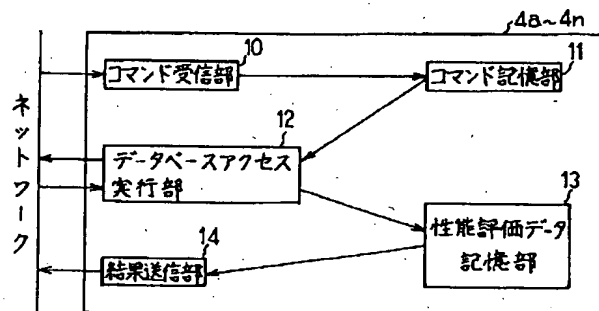 4a~4n
10
コマンド受信部
11
コマンド記憶部
ネットワーク
12
データベースアクセス
実行部
13
性能評価データ
記憶部
14
結果送信部